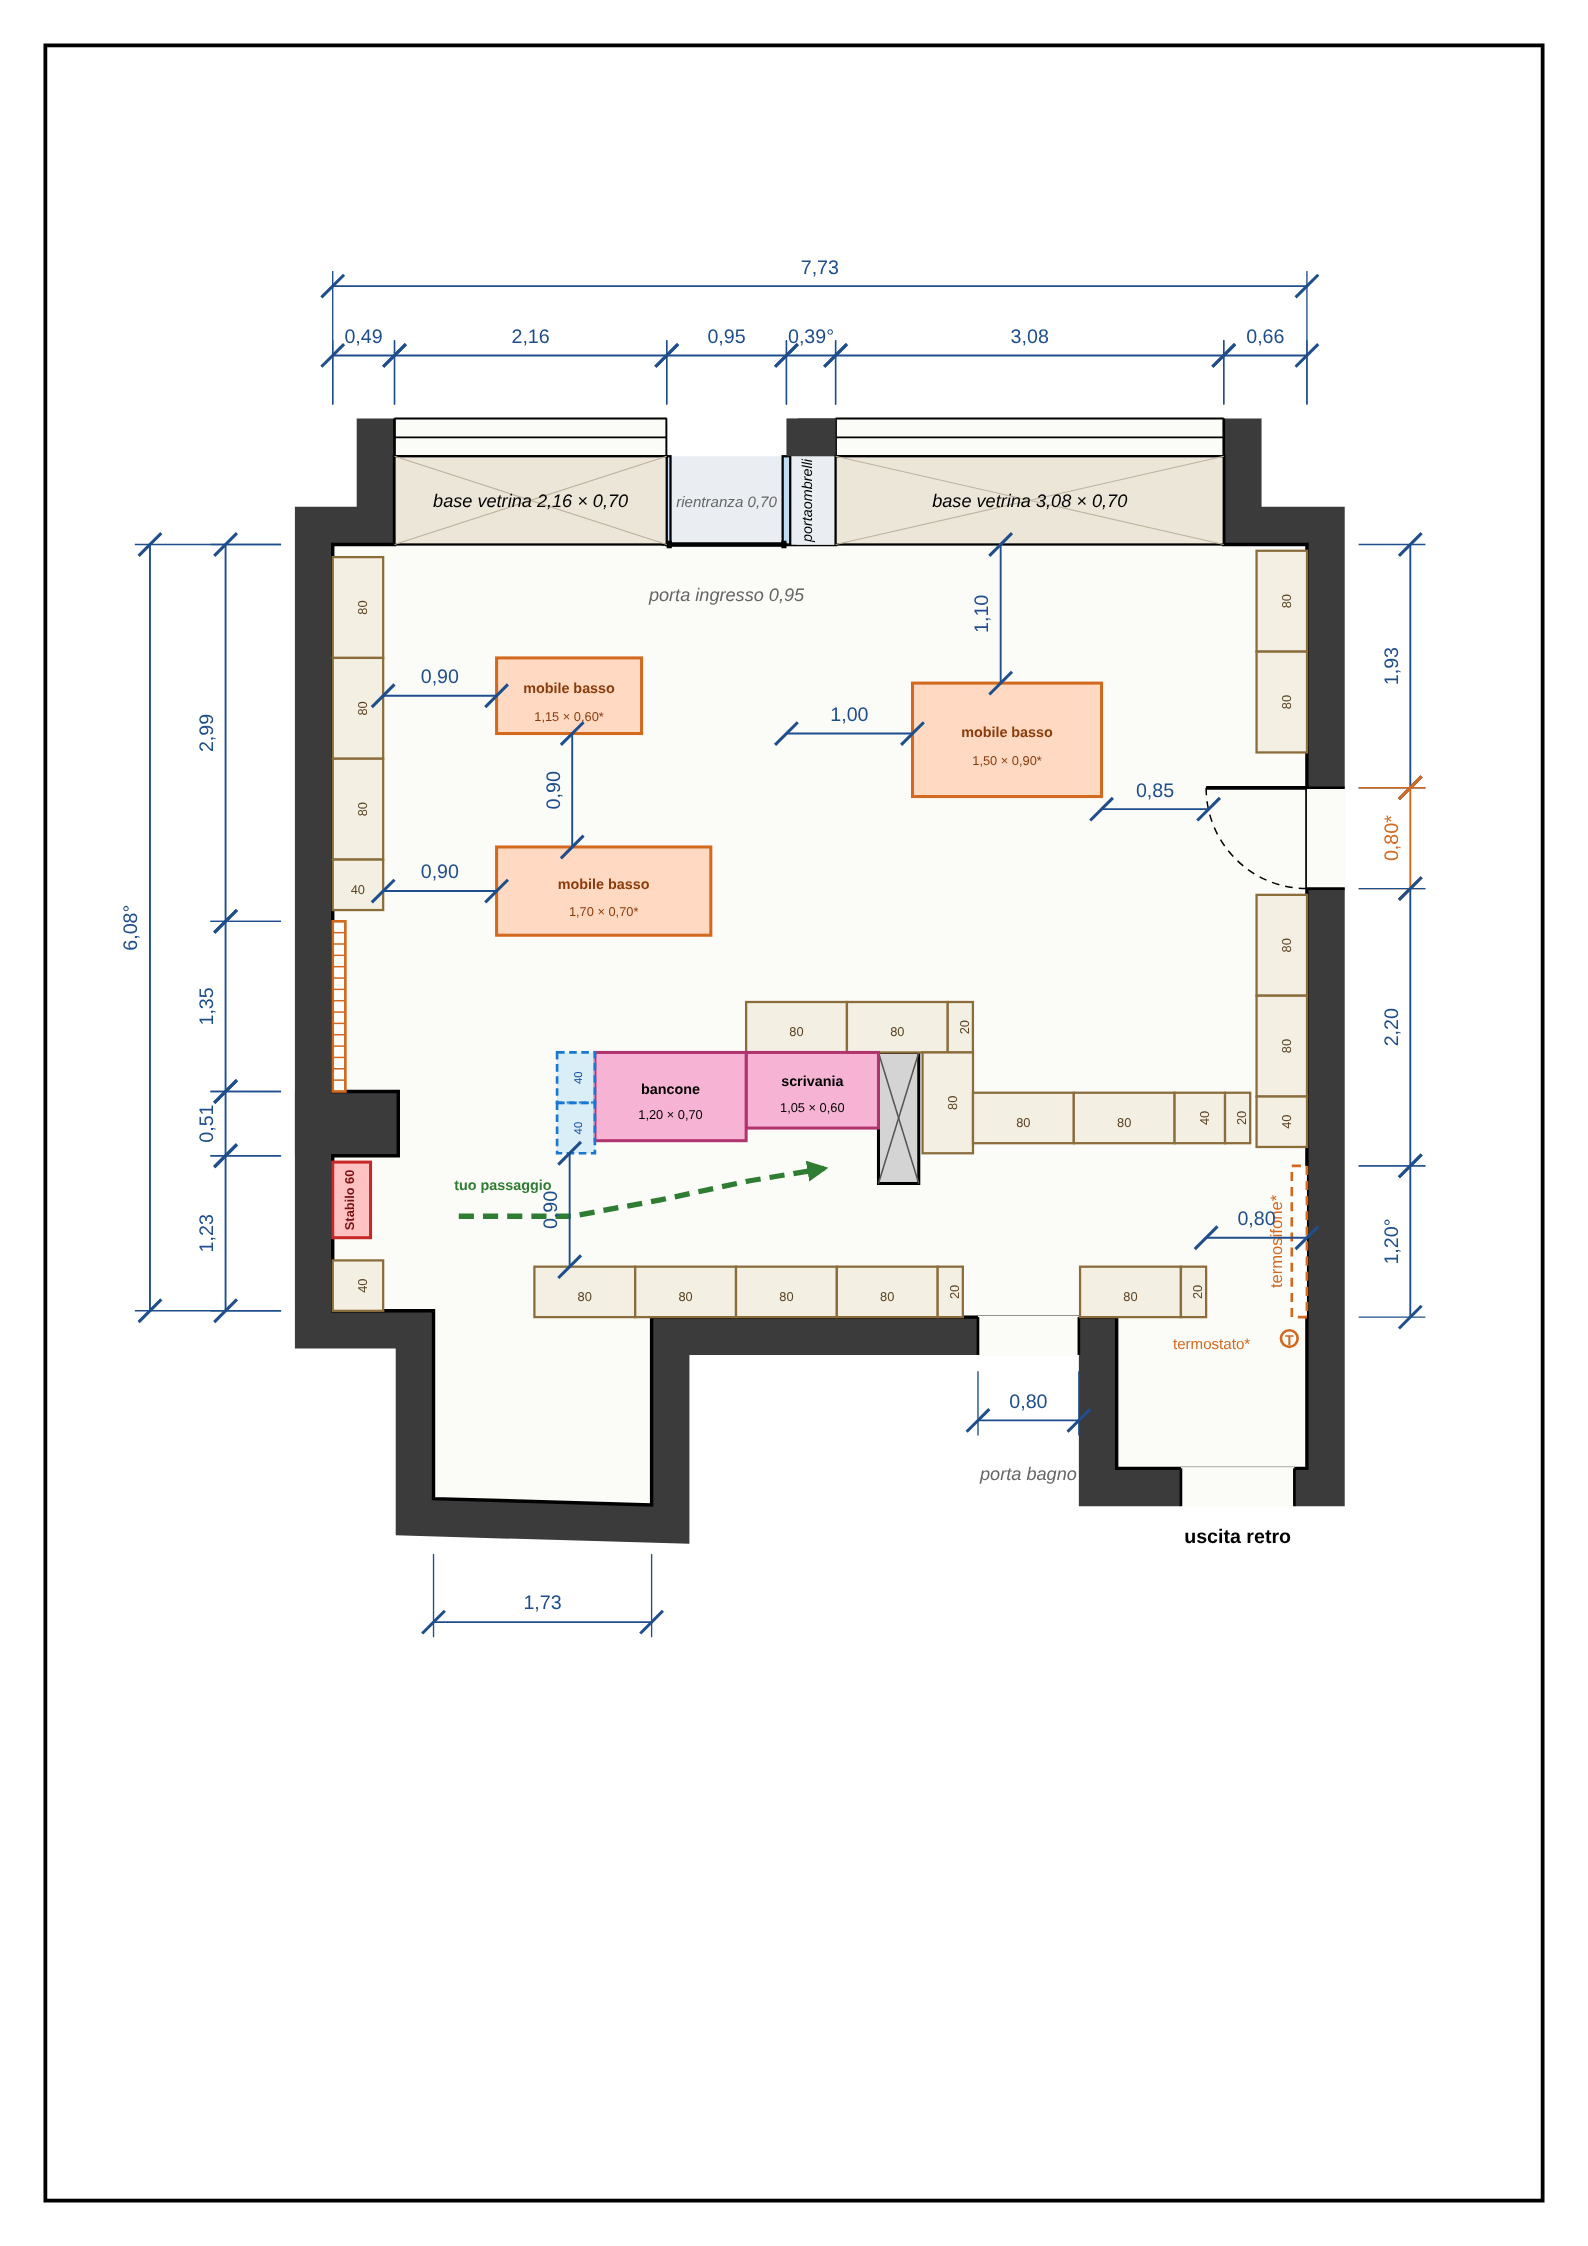 7,73
0,49
2,16
0,95
0,39°
3,08
0,66
base vetrina 2,16 × 0,70
rientranza 0,70
portaombrelli
base vetrina 3,08 × 0,70
porta ingresso 0,95
6,08°
2,99
1,35
0,51
1,23
80
80
80
40
0,90
mobile basso
1,15 × 0,60*
0,90
0,90
mobile basso
1,70 × 0,70*
1,10
1,00
mobile basso
1,50 × 0,90*
0,85
80
80
1,93
0,80*
2,20
1,20°
80
80
40
80
80
20
40
40
bancone
1,20 × 0,70
scrivania
1,05 × 0,60
80
80
80
40
20
Stabilo 60
40
tuo passaggio
0,90
80
80
80
80
20
80
20
0,80
termosifone*
termostato*
T
0,80
porta bagno
uscita retro
1,73